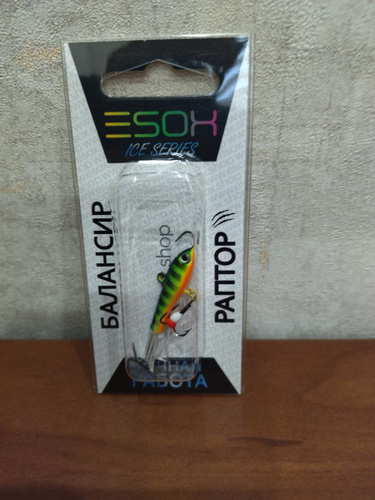 ESOX
ICE SERIES
БАЛАНСИР
РАПТОР
shop
РАБОТА